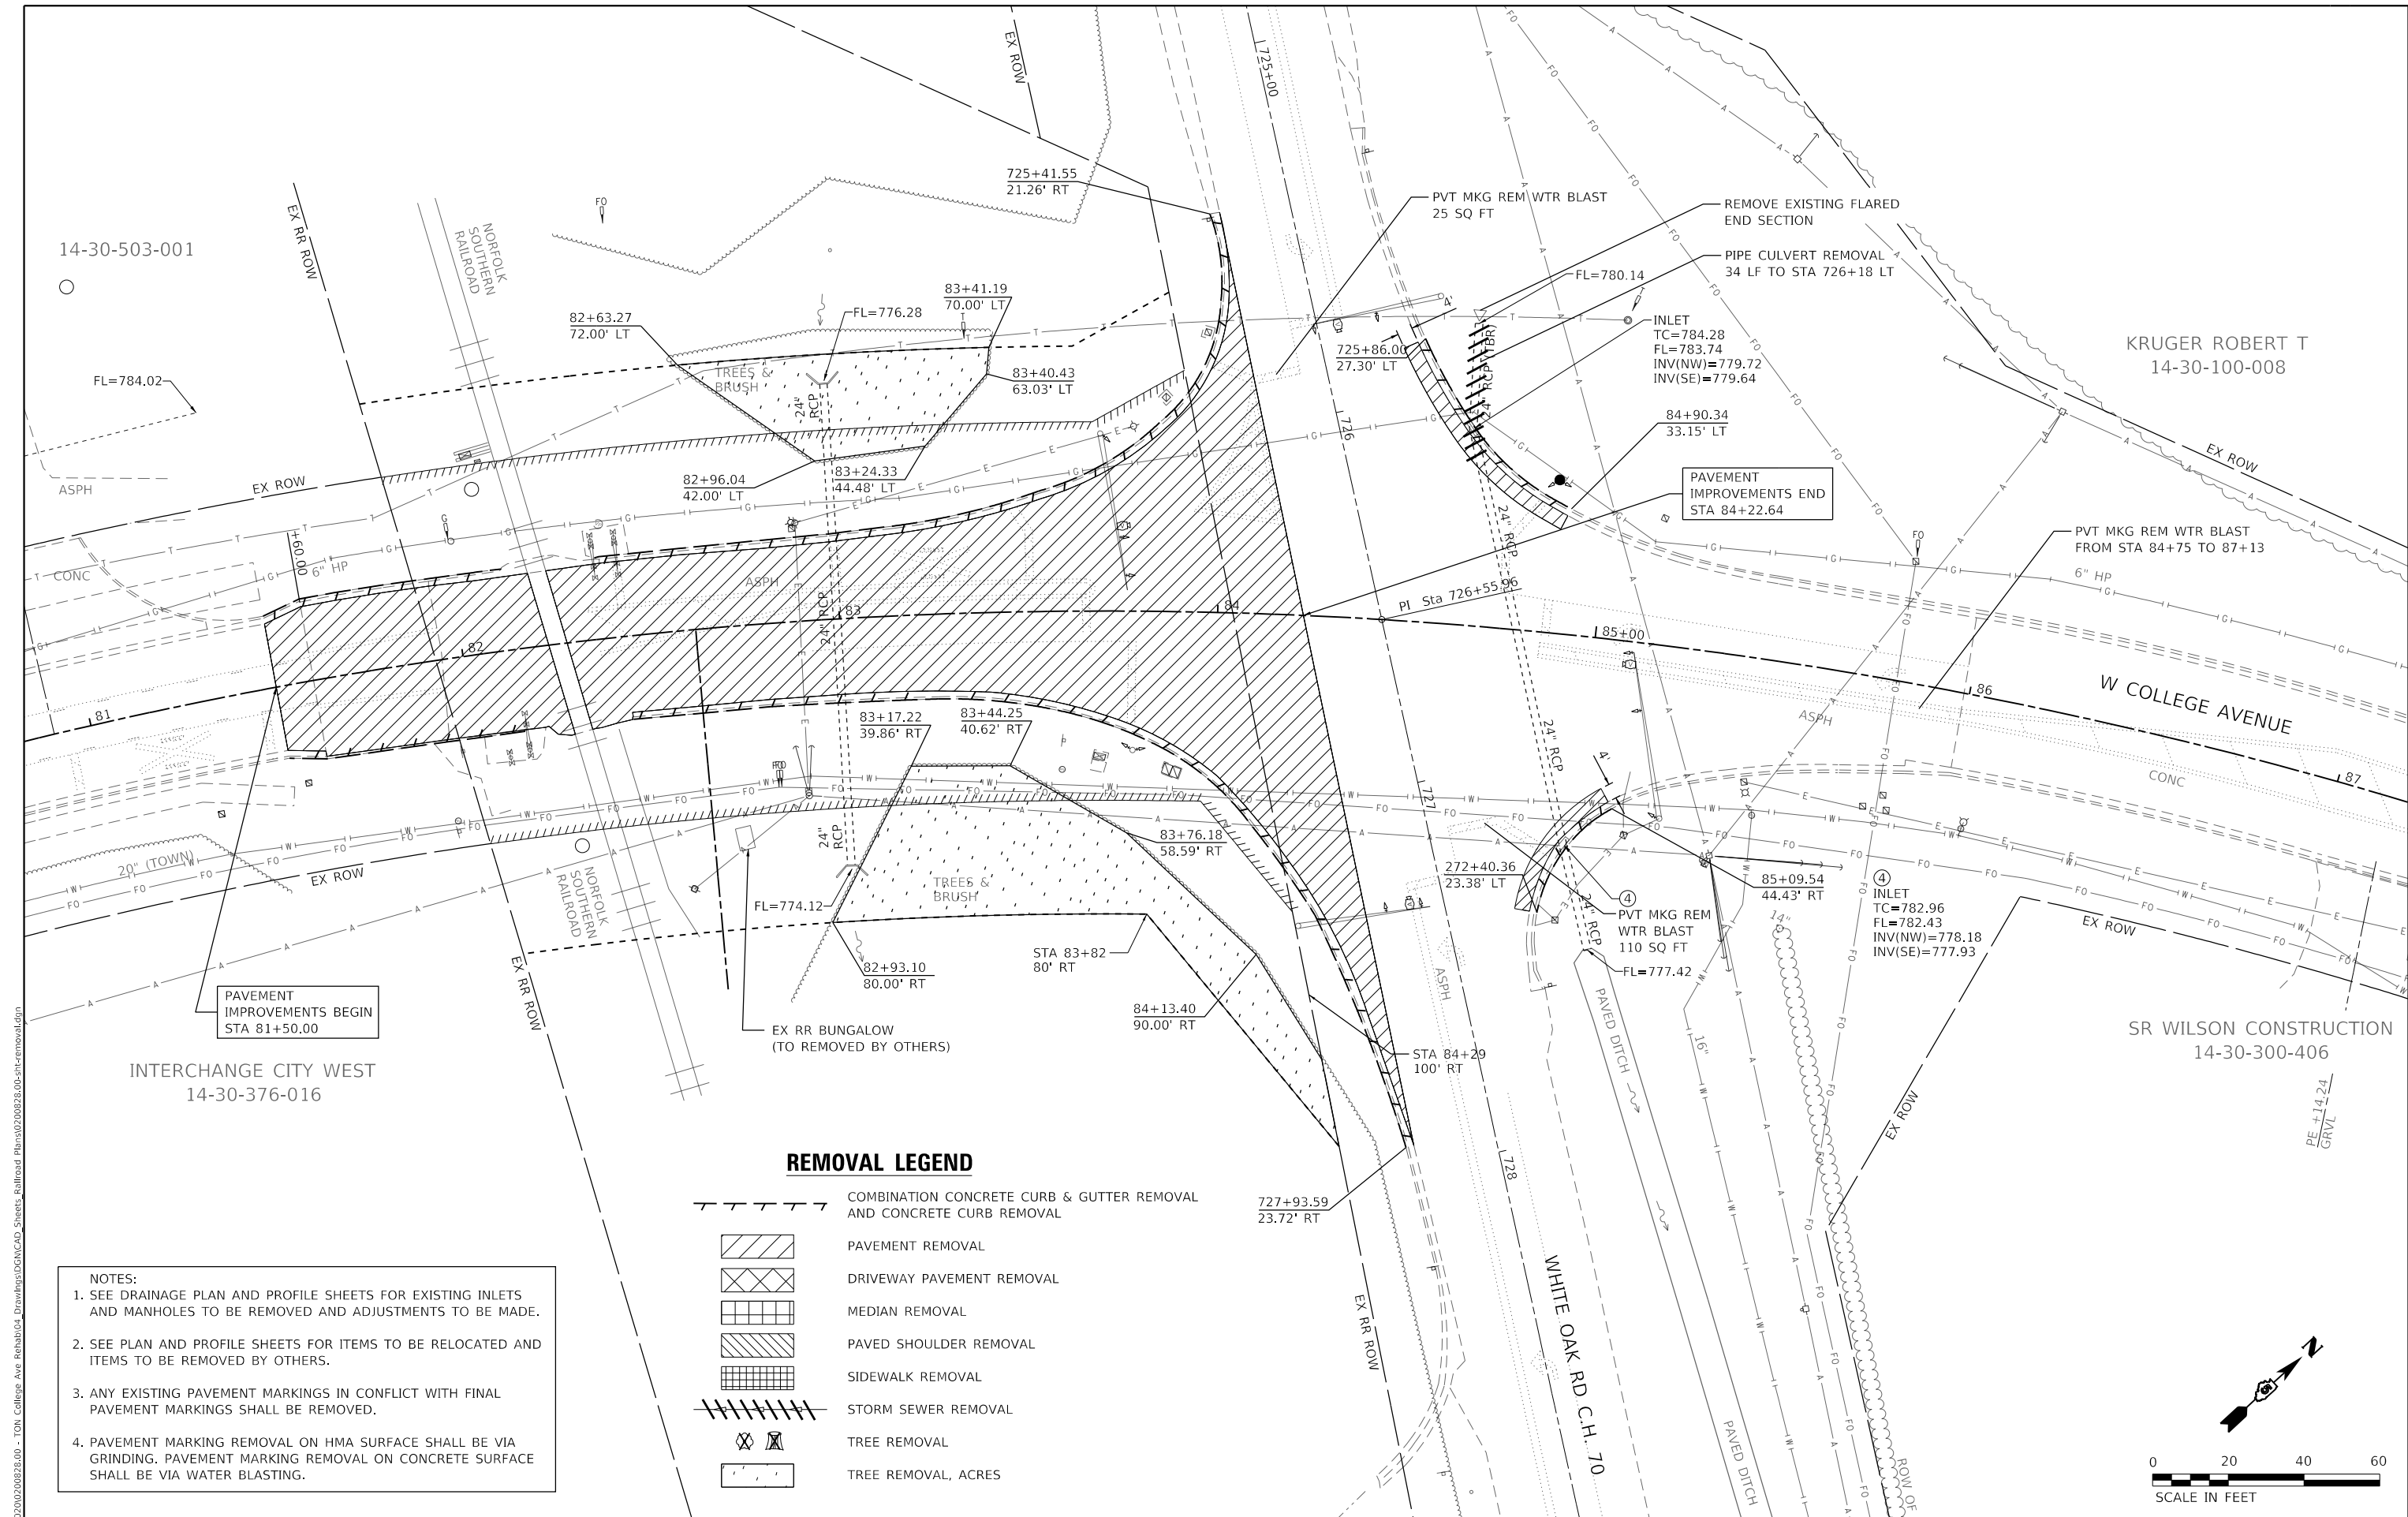 EX ROW
725+00
725+41.55
21.26' RT
PVT MKG REM WTR BLAST
25 SQ FT
REMOVE EXISTING FLARED
END SECTION
PIPE CULVERT REMOVAL
34 LF TO STA 726+18 LT
FL=780.14
INLET
TC=784.28
FL=783.74
INV(NW)=779.72
INV(SE)=779.64
14-30-503-001
EX RR ROW
NORFOLK
SOUTHERN
RAILROAD
FO
82+63.27
72.00' LT
FL=776.28
83+41.19
70.00' LT
83+40.43
63.03' LT
TREES &
BRUSH
24"
RCP
82+96.04
42.00' LT
83+24.33
44.48' LT
FL=784.02
ASPH
EX ROW
4'
725+86.00
27.30' LT
24" RCP (TBR)
726
KRUGER ROBERT T
14-30-100-008
EX ROW
84+90.34
33.15' LT
PAVEMENT
IMPROVEMENTS END
STA 84+22.64
24" RCP
PVT MKG REM WTR BLAST
FROM STA 84+75 TO 87+13
6" HP
FO
CONC
+60.00
6" HP
G
ASPH
24" RCP
81
82
83
84
PI Sta 726+55.96
85+00
86
87
W COLLEGE AVENUE
ASPH
CONC
83+17.22
39.86' RT
83+44.25
40.62' RT
83+76.18
58.59' RT
24"
RCP
TREES &
BRUSH
FL=774.12
82+93.10
80.00' RT
STA 83+82
80' RT
84+13.40
90.00' RT
STA 84+29
100' RT
727+93.59
23.72' RT
20" (TOWN)
EX ROW
NORFOLK
SOUTHERN
RAILROAD
EX RR ROW
PAVEMENT
IMPROVEMENTS BEGIN
STA 81+50.00
EX RR BUNGALOW
(TO REMOVED BY OTHERS)
INTERCHANGE CITY WEST
14-30-376-016
727
24" RCP
4'
272+40.36
23.38' LT
4
PVT MKG REM
WTR BLAST
110 SQ FT
24" RCP
FL=777.42
85+09.54
44.43' RT
4
INLET
TC=782.96
FL=782.43
INV(NW)=778.18
INV(SE)=777.93
14"
16"
EX ROW
EX ROW
SR WILSON CONSTRUCTION
14-30-300-406
PE +14.24
GRVL
ASPH
PAVED DITCH
728
WHITE OAK RD C.H. 70
EX RR ROW
PAVED DITCH
ROW OF
REMOVAL LEGEND
COMBINATION CONCRETE CURB & GUTTER REMOVAL
AND CONCRETE CURB REMOVAL
PAVEMENT REMOVAL
DRIVEWAY PAVEMENT REMOVAL
MEDIAN REMOVAL
PAVED SHOULDER REMOVAL
SIDEWALK REMOVAL
STORM SEWER REMOVAL
TREE REMOVAL
TREE REMOVAL, ACRES
NOTES:
1. SEE DRAINAGE PLAN AND PROFILE SHEETS FOR EXISTING INLETS
AND MANHOLES TO BE REMOVED AND ADJUSTMENTS TO BE MADE.
2. SEE PLAN AND PROFILE SHEETS FOR ITEMS TO BE RELOCATED AND
ITEMS TO BE REMOVED BY OTHERS.
3. ANY EXISTING PAVEMENT MARKINGS IN CONFLICT WITH FINAL
PAVEMENT MARKINGS SHALL BE REMOVED.
4. PAVEMENT MARKING REMOVAL ON HMA SURFACE SHALL BE VIA
GRINDING. PAVEMENT MARKING REMOVAL ON CONCRETE SURFACE
SHALL BE VIA WATER BLASTING.
N
0 20 40 60
SCALE IN FEET